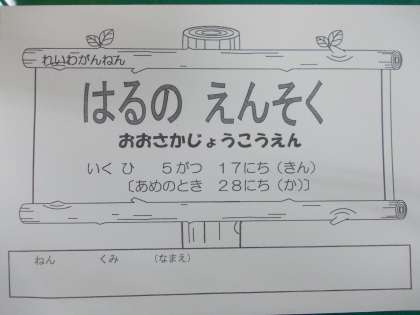 れいわがんねん
はるの えんそく
おおさかじょうこうえん
いく ひ 5がつ 17にち(きん)
〔あめのとき 28にち(か)〕
ねん くみ (なまえ)